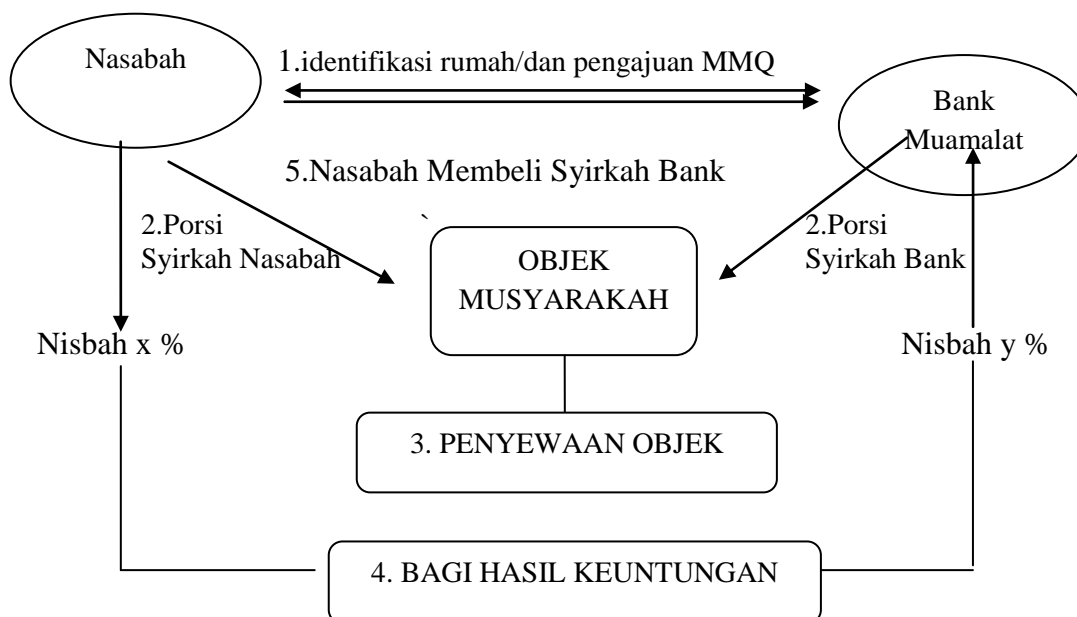 Nasabah
1.identifikasi rumah/dan pengajuan MMQ
Bank
Muamalat
5.Nasabah Membeli Syirkah Bank
`
2.Porsi
Syirkah Nasabah
OBJEK
MUSYARAKAH
2.Porsi
Syirkah Bank
Nisbah x %
Nisbah y %
3. PENYEWAAN OBJEK
4. BAGI HASIL KEUNTUNGAN